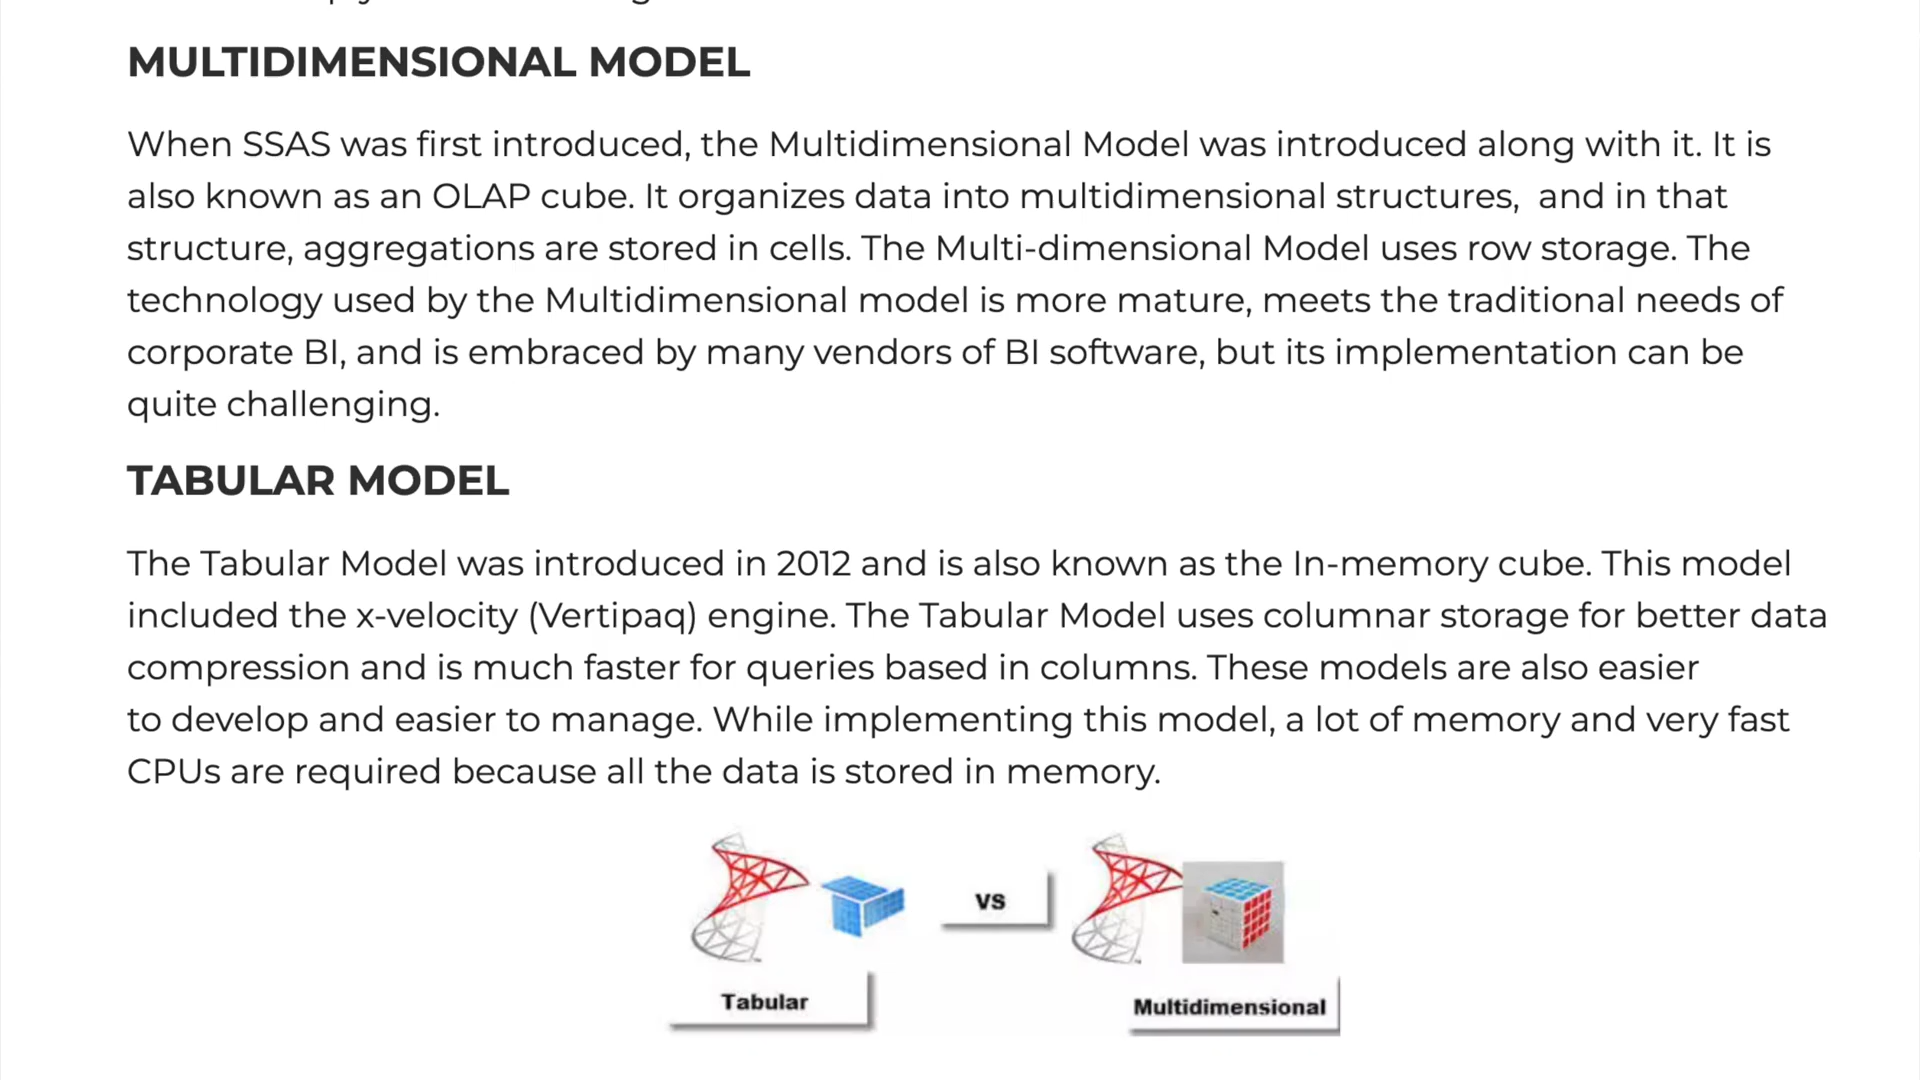 MULTIDIMENSIONAL MODEL
When SSAS was first introduced, the Multidimensional Model was introduced along with it. It is
also known as an OLAP cube. It organizes data into multidimensional structures,  and in that
structure, aggregations are stored in cells. The Multi-dimensional Model uses row storage. The
technology used by the Multidimensional model is more mature, meets the traditional needs of
corporate BI, and is embraced by many vendors of BI software, but its implementation can be
quite challenging.
TABULAR MODEL
The Tabular Model was introduced in 2012 and is also known as the In-memory cube. This model
included the x-velocity (Vertipaq) engine. The Tabular Model uses columnar storage for better data
compression and is much faster for queries based in columns. These models are also easier
to develop and easier to manage. While implementing this model, a lot of memory and very fast
CPUs are required because all the data is stored in memory.
vs
Tabular
Multidimensional